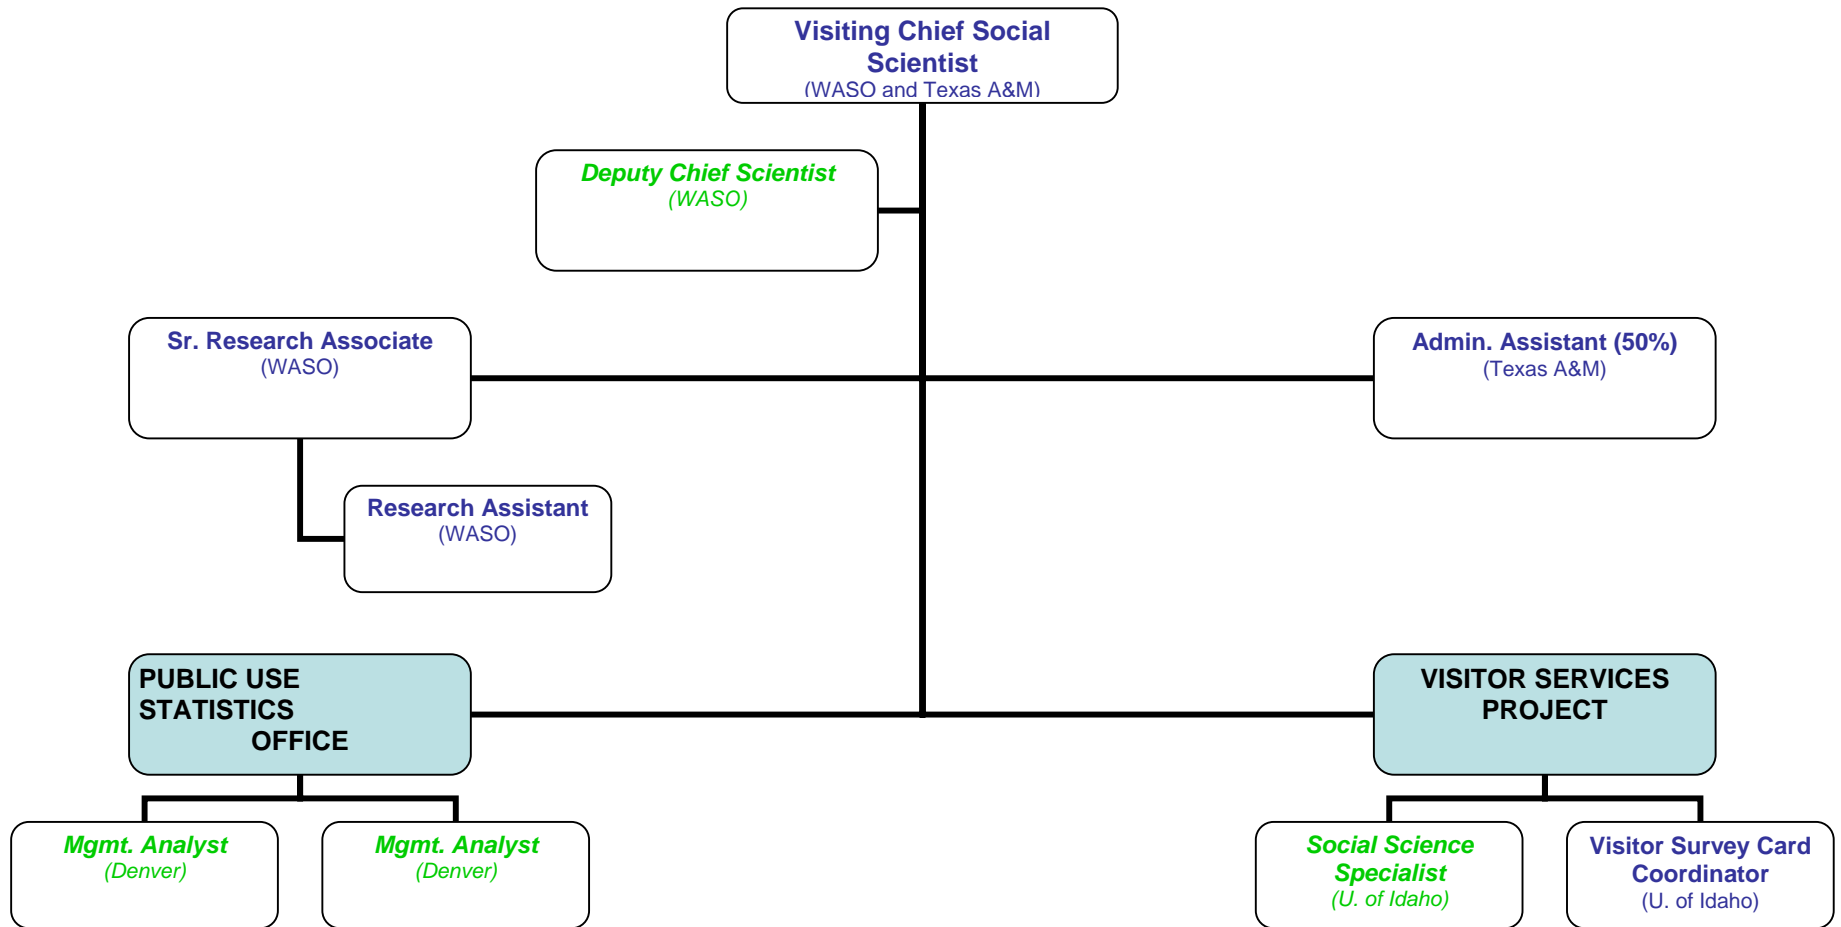 Visiting Chief Social
Scientist
(WASO and Texas A&M)
Deputy Chief Scientist
(WASO)
Sr. Research Associate
(WASO)
Admin. Assistant (50%)
(Texas A&M)
Research Assistant
(WASO)
PUBLIC USE
STATISTICS
OFFICE
VISITOR SERVICES
PROJECT
Mgmt. Analyst
(Denver)
Mgmt. Analyst
(Denver)
Social Science
Specialist
(U. of Idaho)
Visitor Survey Card
Coordinator
(U. of Idaho)